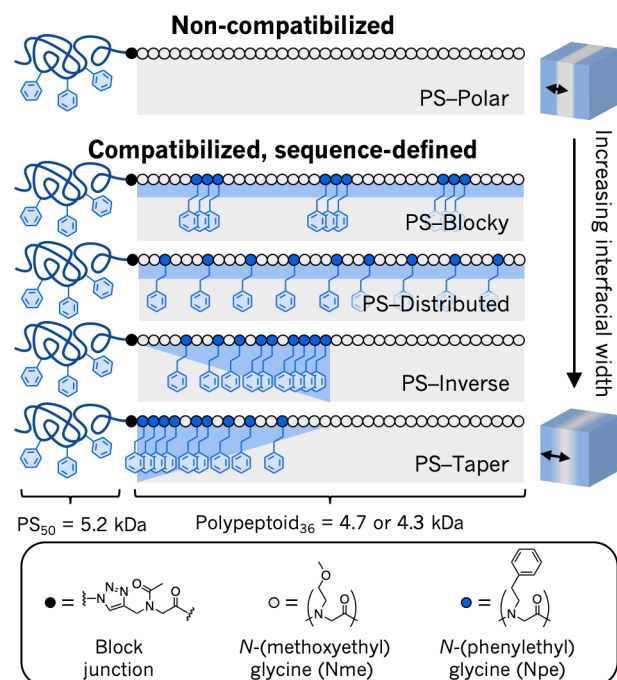 Non-compatibilized
PS–Polar
Compatibilized, sequence-defined
PS–Blocky
PS–Distributed
PS–Inverse
PS–Taper
Increasing interfacial width
PS₅₀ = 5.2 kDa
Polypeptoid₃₆ = 4.7 or 4.3 kDa
= N N N O N O
Block
junction
= O N O
N-(methoxyethyl)
glycine (Nme)
= N O
N-(phenylethyl)
glycine (Npe)